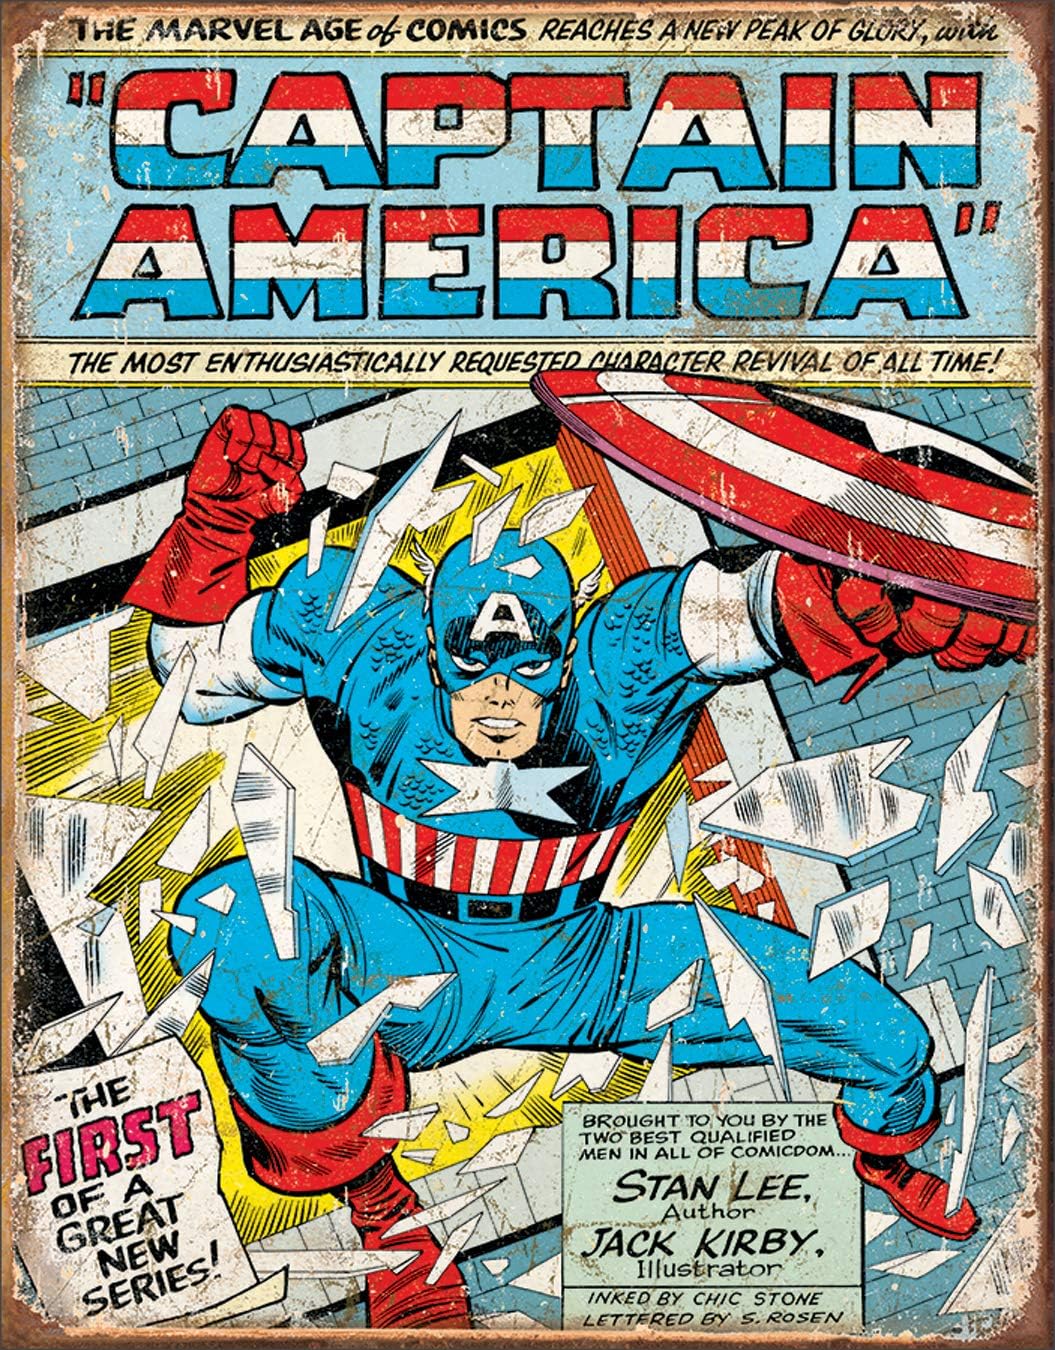 THE MARVEL AGE of COMICS REACHES A NEW PEAK OF GLORY, with
"CAPTAIN
AMERICA"
THE MOST ENTHUSIASTICALLY REQUESTED CHARACTER REVIVAL OF ALL TIME!
A
THE
FIRST
OF A
GREAT
NEW
SERIES!
BROUGHT TO YOU BY THE
TWO BEST QUALIFIED
MEN IN ALL OF COMICDOM...
STAN LEE,
Author
JACK KIRBY,
Illustrator
INKED BY CHIC STONE
LETTERED BY S. ROSEN